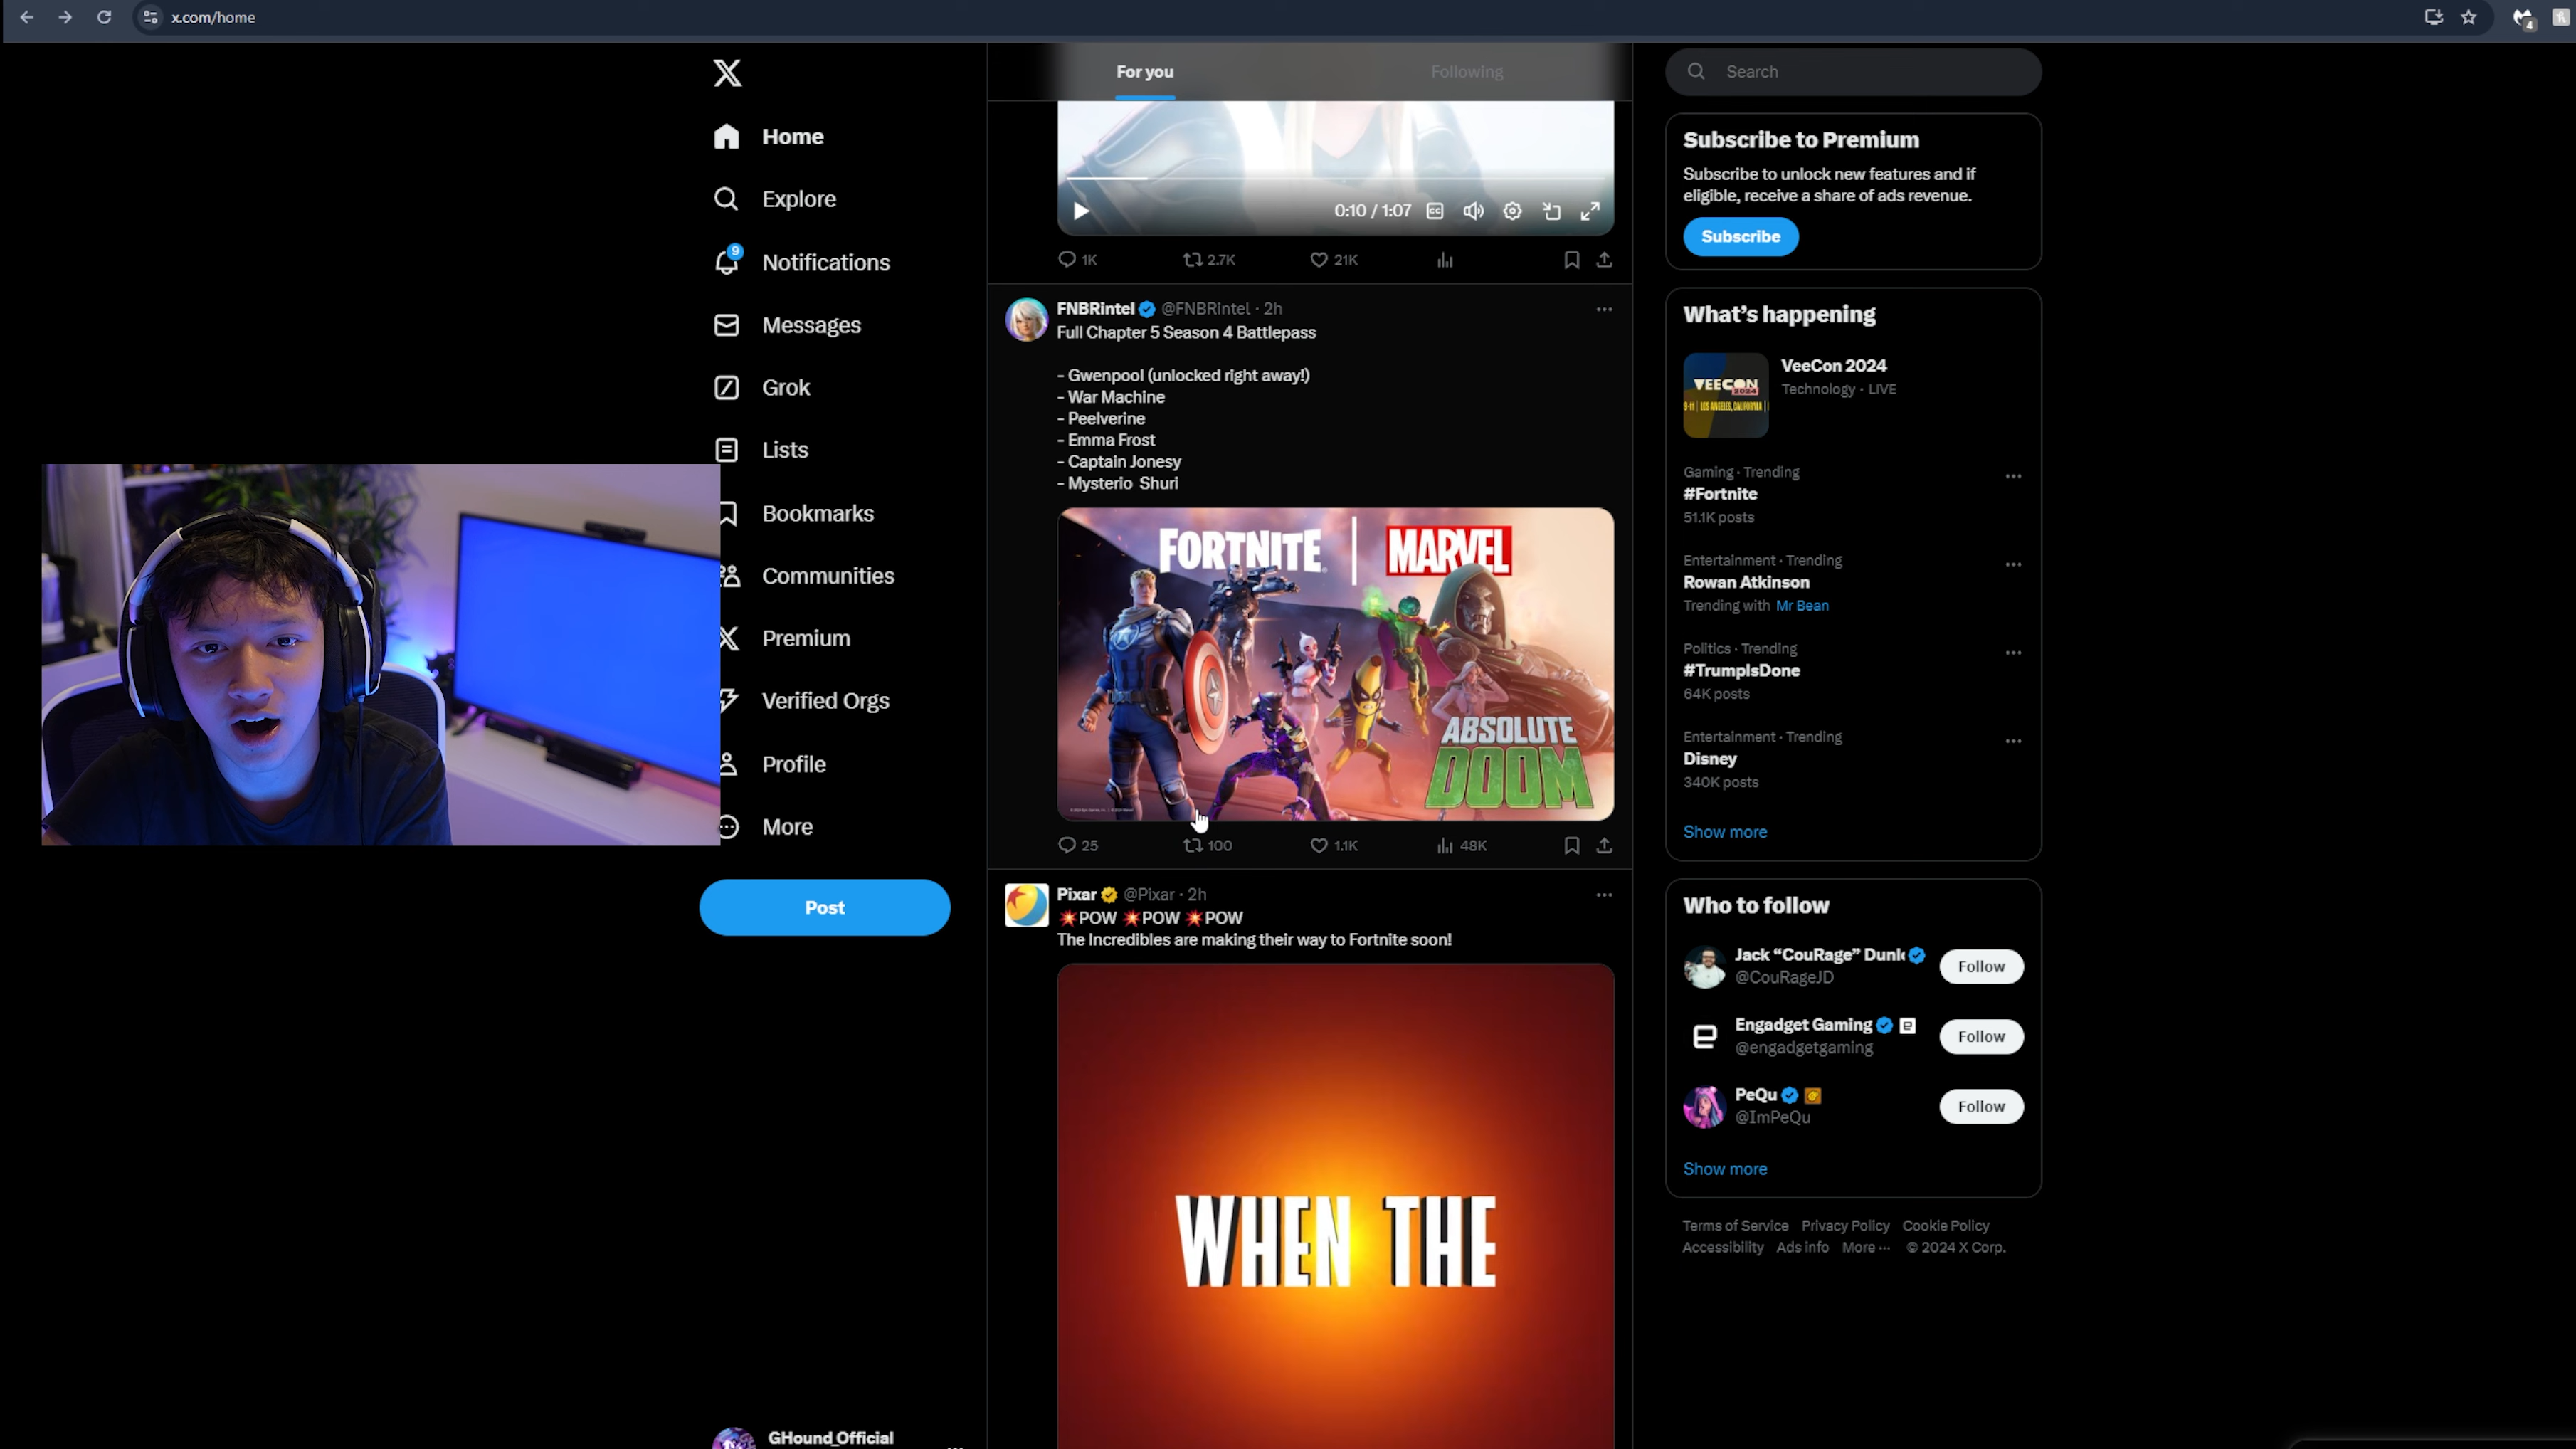 x.com/home
4
Home
Explore
9
Notifications
Messages
Grok
Lists
Bookmarks
Communities
Premium
Verified Orgs
Profile
More
Post
GHound_Official
For you
Following
0:10 / 1:07
CC
1K
2.7K
21K
FNBRintel @FNBRintel · 2h
Full Chapter 5 Season 4 Battlepass
- Gwenpool (unlocked right away!)
- War Machine
- Peelverine
- Emma Frost
- Captain Jonesy
- Mysterio Shuri
FORTNITE | MARVEL
ABSOLUTE
DOOM
25
100
1.1K
48K
Pixar @Pixar · 2h
💥POW 💥POW 💥POW
The Incredibles are making their way to Fortnite soon!
WHEN THE
Search
Subscribe to Premium
Subscribe to unlock new features and if
eligible, receive a share of ads revenue.
Subscribe
What's happening
VEECON
2024
VeeCon 2024
Technology · LIVE
Gaming · Trending
#Fortnite
51.1K posts
Entertainment · Trending
Rowan Atkinson
Trending with Mr Bean
Politics · Trending
#TrumpIsDone
64K posts
Entertainment · Trending
Disney
340K posts
Show more
Who to follow
Jack “CouRage” Dunl
@CouRageJD
Follow
Engadget Gaming
@engadgetgaming
Follow
PeQu
@ImPeQu
Follow
Show more
Terms of Service Privacy Policy Cookie Policy
Accessibility Ads info More ··· © 2024 X Corp.